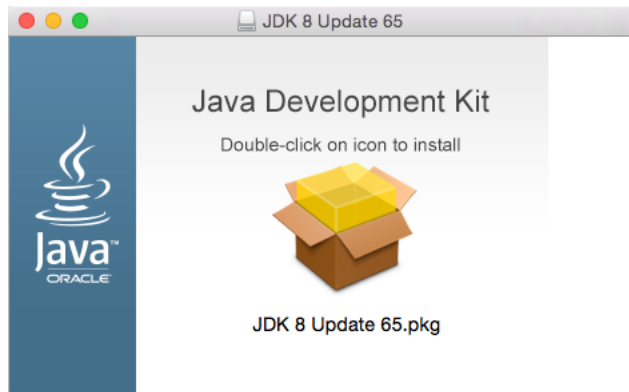 JDK 8 Update 65
Java Development Kit
Double-click on icon to install
Java™
ORACLE
JDK 8 Update 65.pkg